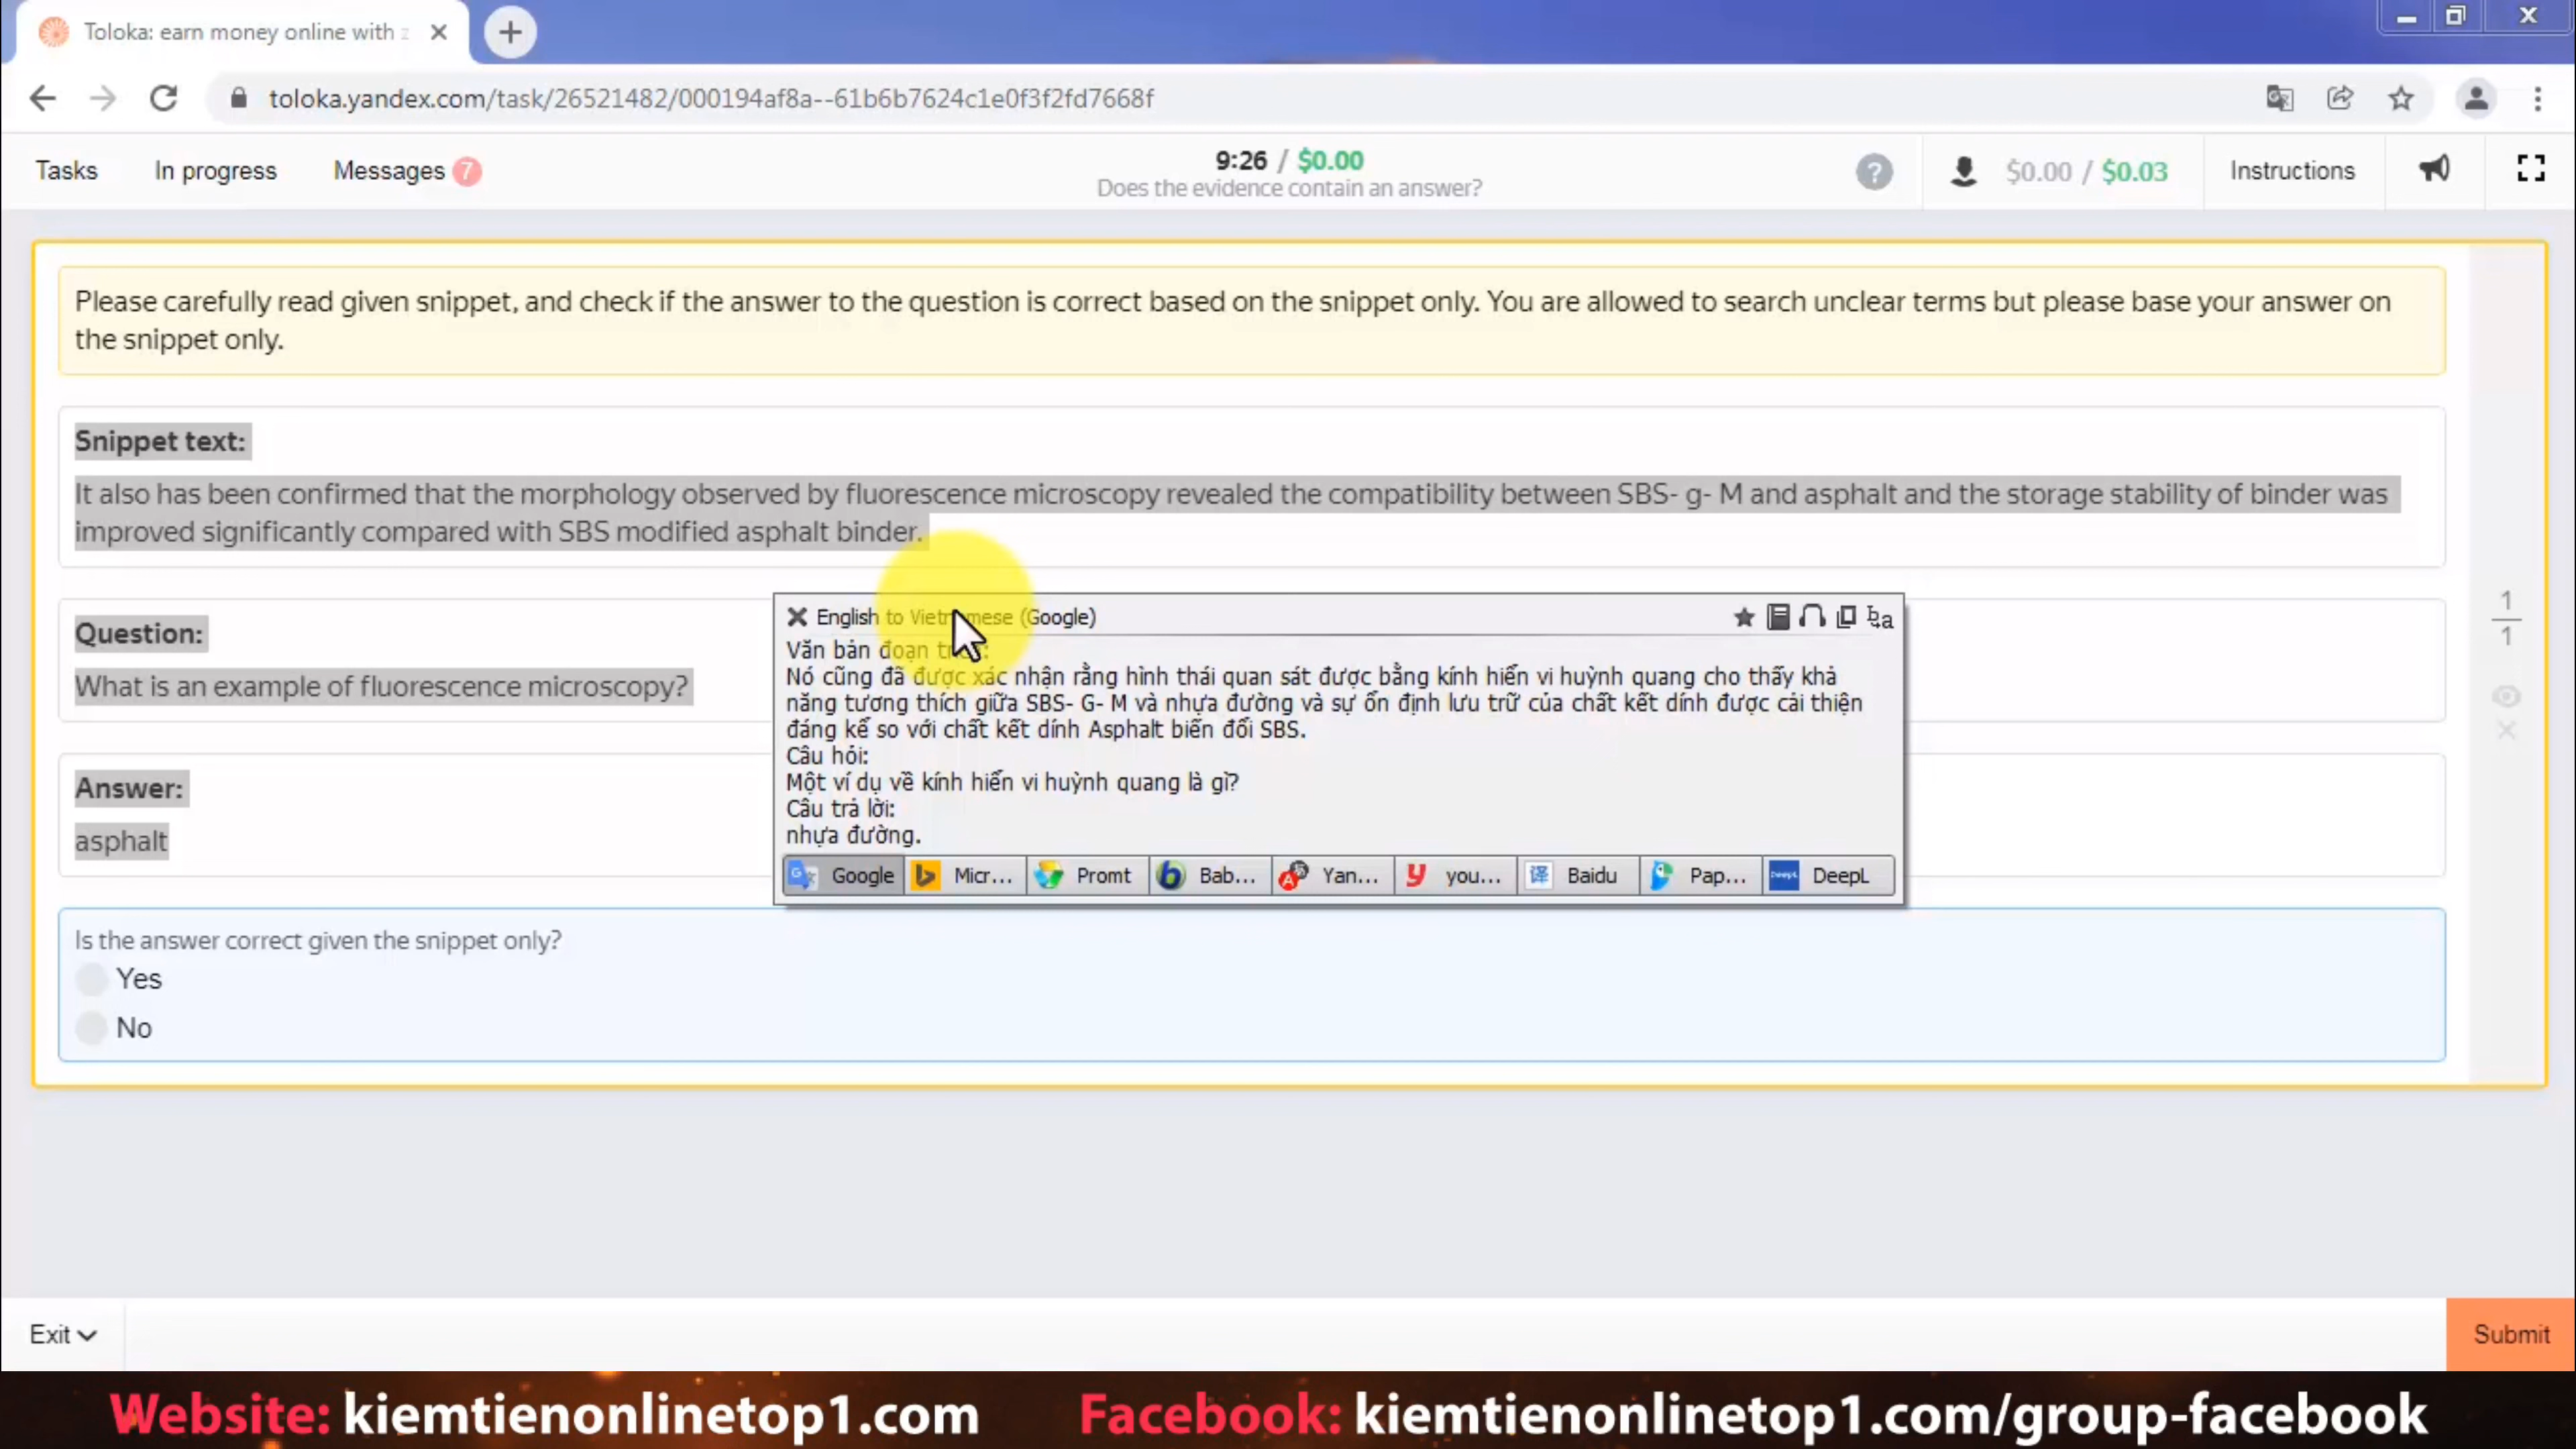 Toloka: earn money online with
toloka.yandex.com/task/26521482/000194af8a--61b6b7624c1e0f3f2fd7668f
Tasks In progress Messages 7 9:26 / $0.00 ? $0.00 / $0.03 Instructions
Does the evidence contain an answer?
Please carefully read given snippet, and check if the answer to the question is correct based on the snippet only. You are allowed to search unclear terms but please base your answer on
the snippet only.
Snippet text:
It also has been confirmed that the morphology observed by fluorescence microscopy revealed the compatibility between SBS- g- M and asphalt and the storage stability of binder was
improved significantly compared with SBS modified asphalt binder.
Question:
What is an example of fluorescence microscopy?
Answer:
asphalt
English to Vietnamese (Google)
Văn bản đoạn
Nó cũng đã được xác nhận rằng hình thái quan sát được bằng kính hiển vi huỳnh quang cho thấy khả
năng tương thích giữa SBS- G- M và nhựa đường và sự ổn định lưu trữ của chất kết dính được cải thiện
đáng kể so với chất kết dính Asphalt biến đổi SBS.
Câu hỏi:
Một ví dụ về kính hiển vi huỳnh quang là gì?
Câu trả lời:
nhựa đường.
Google Micr... Promt Bab... Yan... you... Baidu Pap... DeepL
1
1
Is the answer correct given the snippet only?
Yes
No
Exit Submit
Website: kiemtienonlinetop1.com Facebook: kiemtienonlinetop1.com/group-facebook